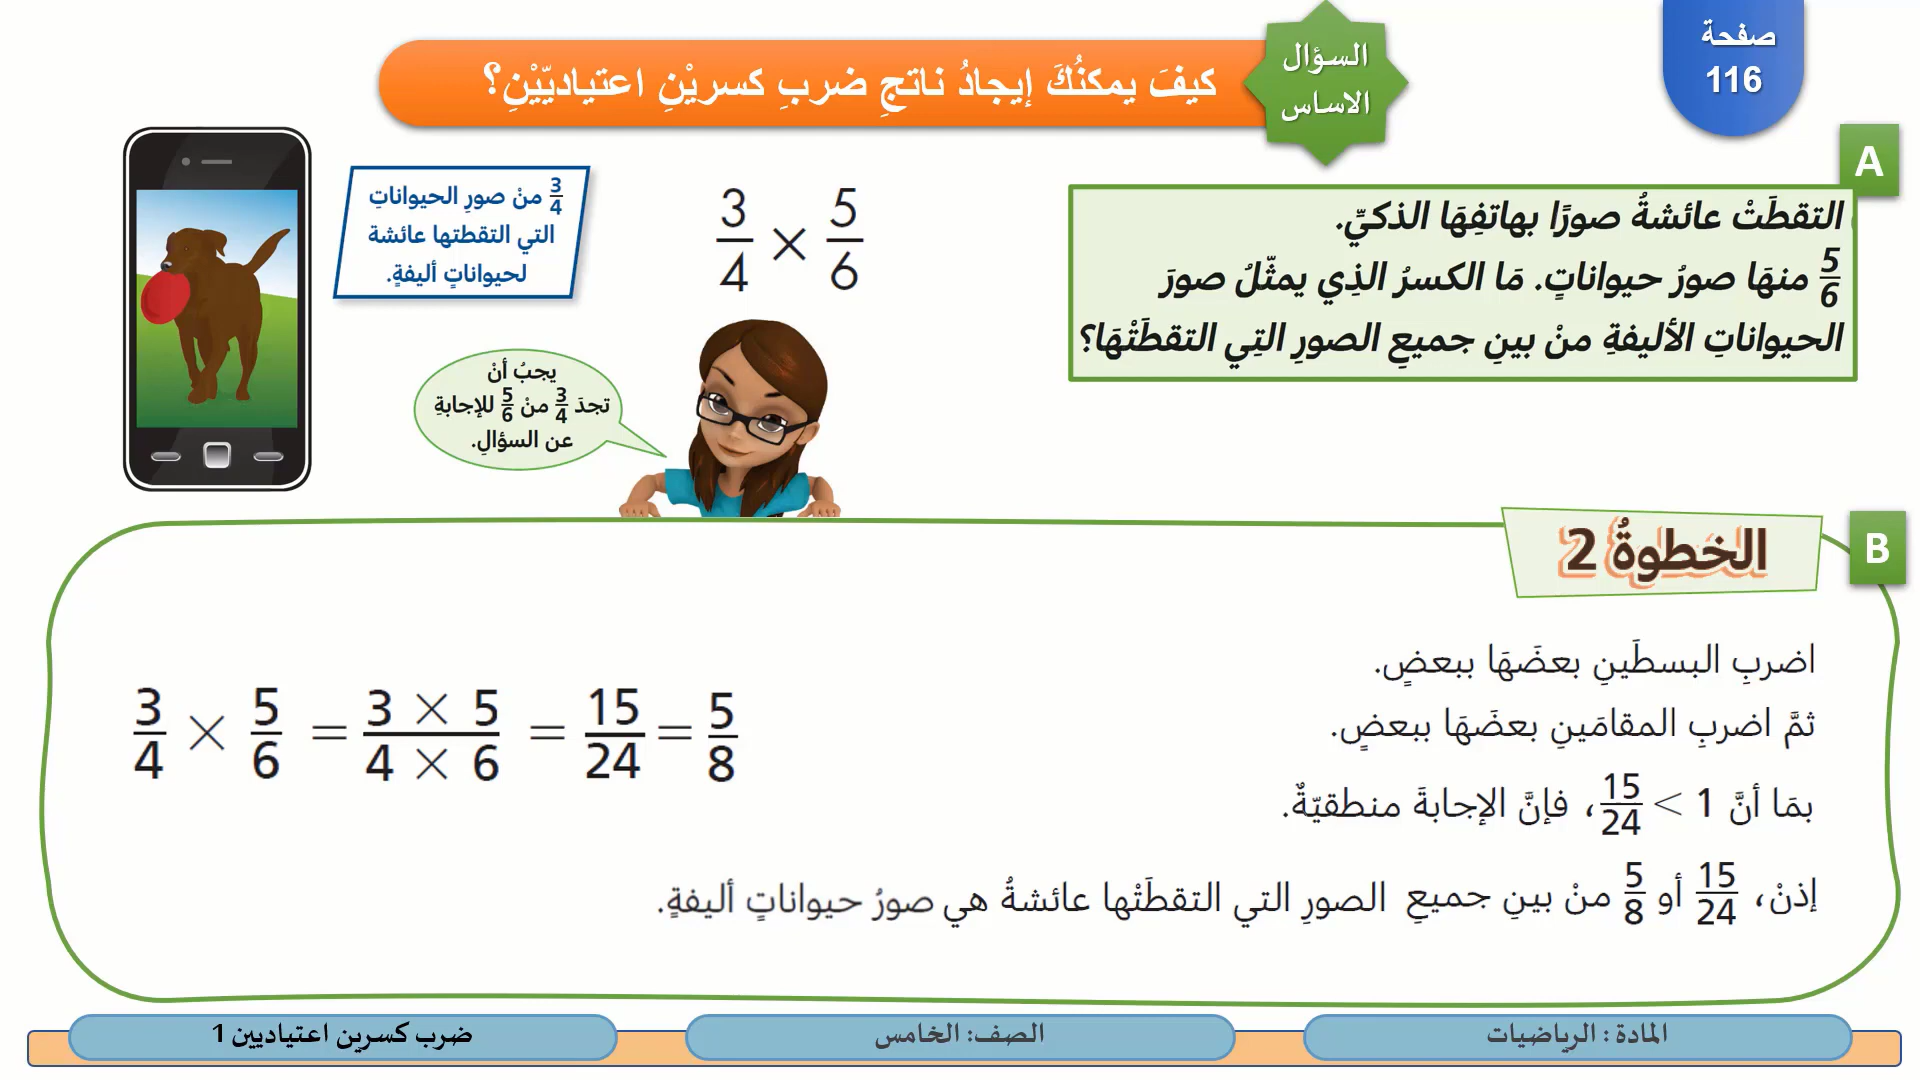 صفحة
116
السؤال
الاساس
كيفَ يمكنُكَ إيجادُ ناتجِ ضربِ كسريْنِ اعتياديّيْنِ؟
A
التقطَتْ عائشةُ صورًا بهاتفِهَا الذكيِّ.
5/6 منهَا صورُ حيواناتٍ. مَا الكسرُ الذِي يمثّلُ صورَ
الحيواناتِ الأليفةِ منْ بينِ جميعِ الصورِ التِي التقطَتْهَا؟
3/4 × 5/6
3/4 منْ صورِ الحيواناتِ
التي التقطتها عائشة
لحيواناتٍ أليفةٍ.
يجبُ أنْ
تجدَ 3/4 منْ 5/6 للإجابةِ
عن السؤالِ.
B
الخطوةُ 2
اضربِ البسطَينِ بعضَهَا ببعضٍ.
ثمَّ اضربِ المقامَينِ بعضَهَا ببعضٍ.
3/4 × 5/6 = 3 × 5/4 × 6 = 15/24 = 5/8
بمَا أنَّ 15/24 < 1، فإنَّ الإجابةَ منطقيّةٌ.
إذنْ، 15/24 أو 5/8 منْ بينِ جميعِ الصورِ التي التقطَتْها عائشةُ هي صورُ حيواناتٍ أليفةٍ.
المادة : الرياضيات
الصف: الخامس
ضرب كسرين اعتياديين 1